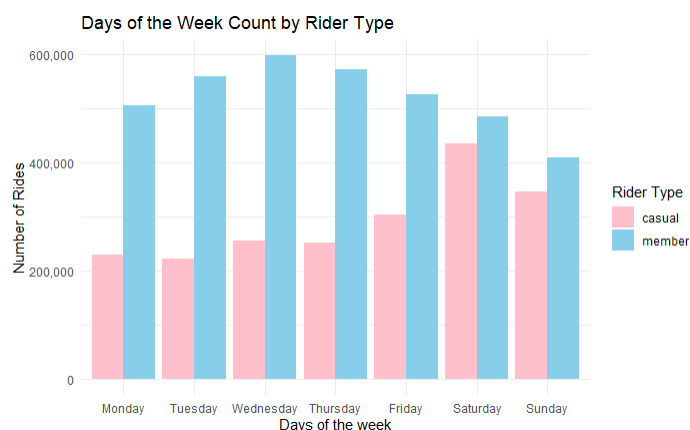 Days of the Week Count by Rider Type
Number of Rides
600,000
400,000
200,000
0
Monday Tuesday Wednesday Thursday Friday Saturday Sunday
Days of the week
Rider Type
casual
member